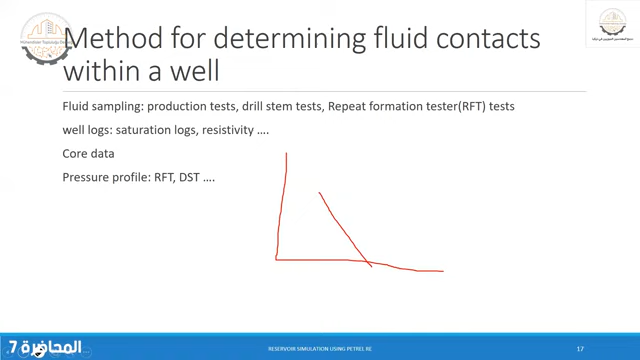 Method for determining fluid contacts
within a well
Fluid sampling: production tests, drill stem tests, Repeat formation tester(RFT) tests
well logs: saturation logs, resistivity ….
Core data
Pressure profile: RFT, DST ….
المحاضرة 7
RESERVOIR SIMULATION USING PETREL RE
17